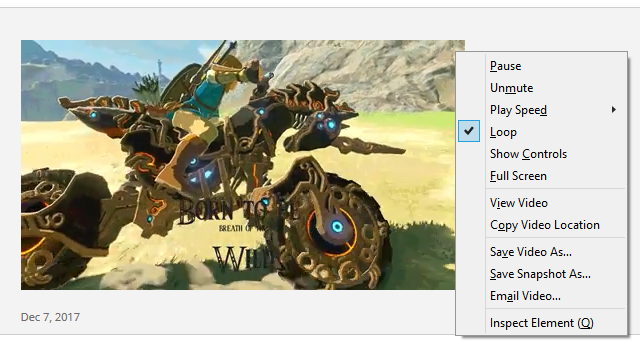 BORN TO BE
BREATH OF THE
WILD
Dec 7, 2017
Pause
Unmute
Play Speed
Loop
Show Controls
Full Screen
View Video
Copy Video Location
Save Video As...
Save Snapshot As...
Email Video...
Inspect Element (Q)